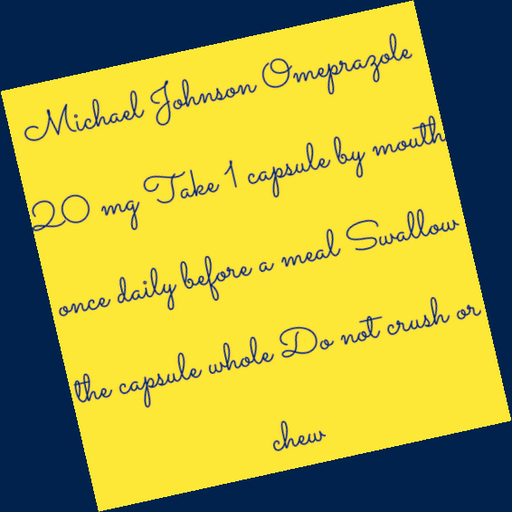 Michael Johnson Omeprazole
20 mg Take 1 capsule by mouth
once daily before a meal Swallow
the capsule whole Do not crush or
chew